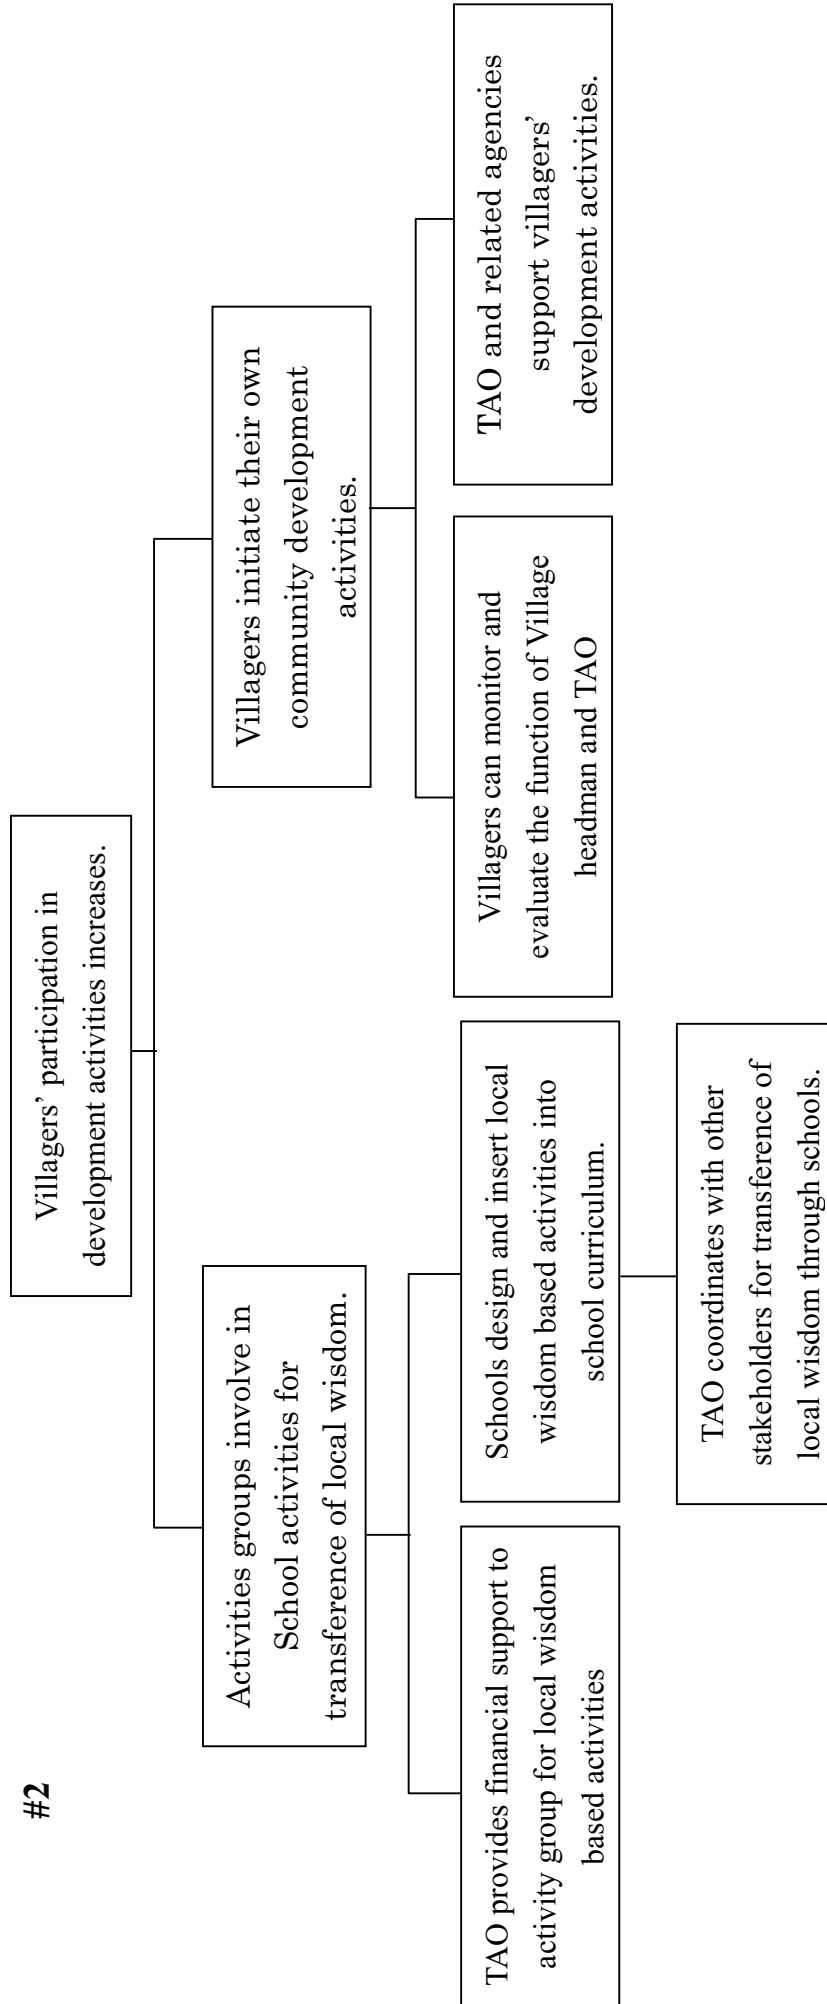 #2
Villagers’ participation in
development activities increases.
Activities groups involve in
School activities for
transference of local wisdom.
Villagers initiate their own
community development
activities.
TAO provides financial support to
activity group for local wisdom
based activities
Schools design and insert local
wisdom based activities into
school curriculum.
Villagers can monitor and
evaluate the function of Village
headman and TAO
TAO and related agencies
support villagers’
development activities.
TAO coordinates with other
stakeholders for transference of
local wisdom through schools.